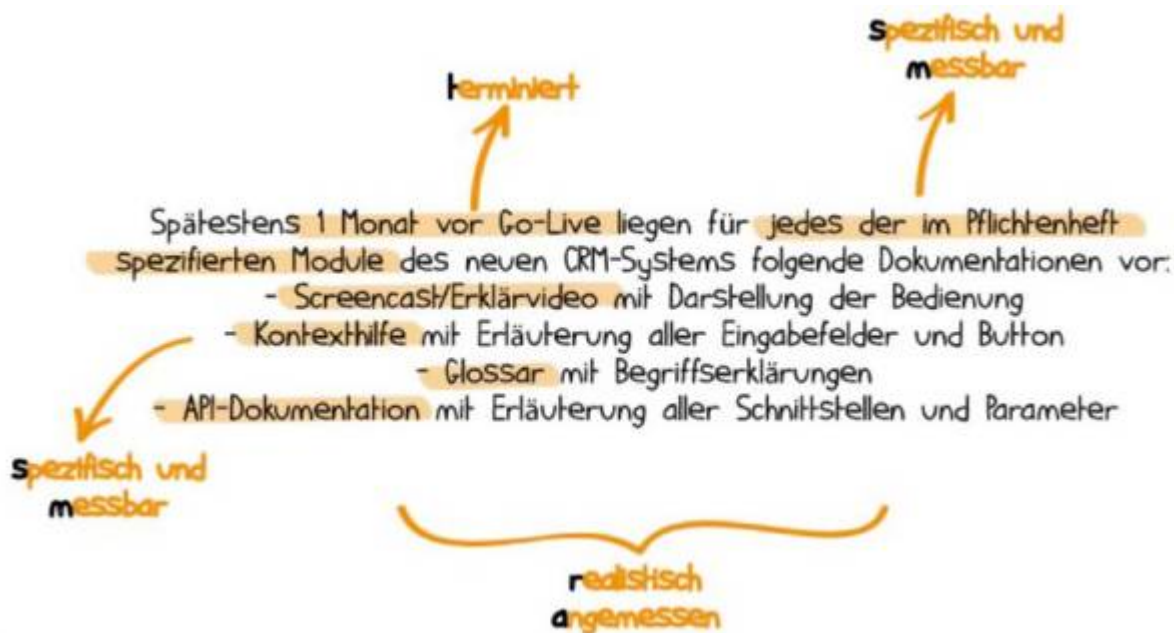 spezifisch und
messbar
terminiert
Spätestens 1 Monat vor Go-Live liegen für jedes der im Pflichtenheft
spezifierten Module des neuen CRM-Systems folgende Dokumentationen vor:
- Screencast/Erklärvideo mit Darstellung der Bedienung
- Kontexthilfe mit Erläuterung aller Eingabefelder und Button
- Glossar mit Begriffserklärungen
- API-Dokumentation mit Erläuterung aller Schnittstellen und Parameter
spezifisch und
messbar
realistisch
angemessen